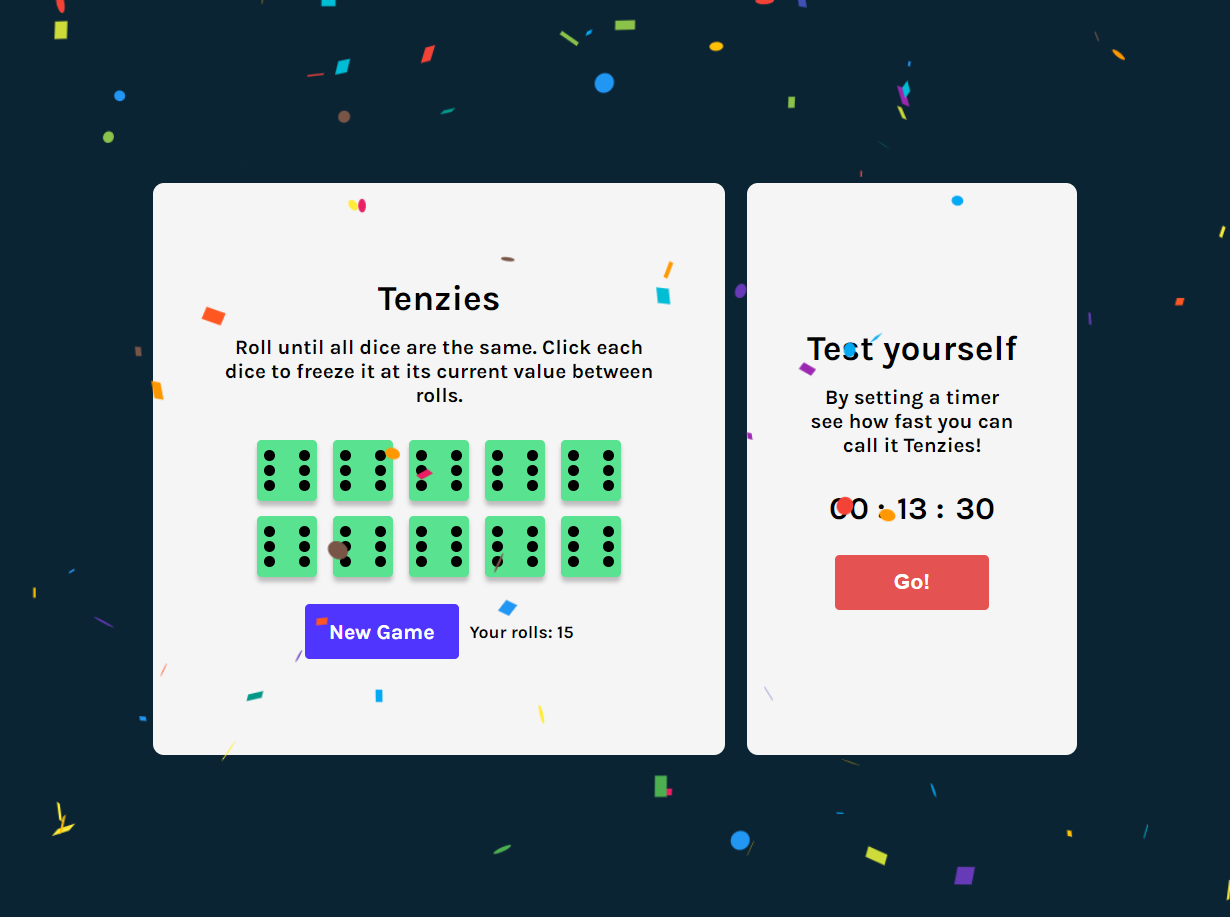 Tenzies
Roll until all dice are the same. Click each
dice to freeze it at its current value between
rolls.
New Game
Your rolls: 15
Test yourself
By setting a timer
see how fast you can
call it Tenzies!
00 : 13 : 30
Go!